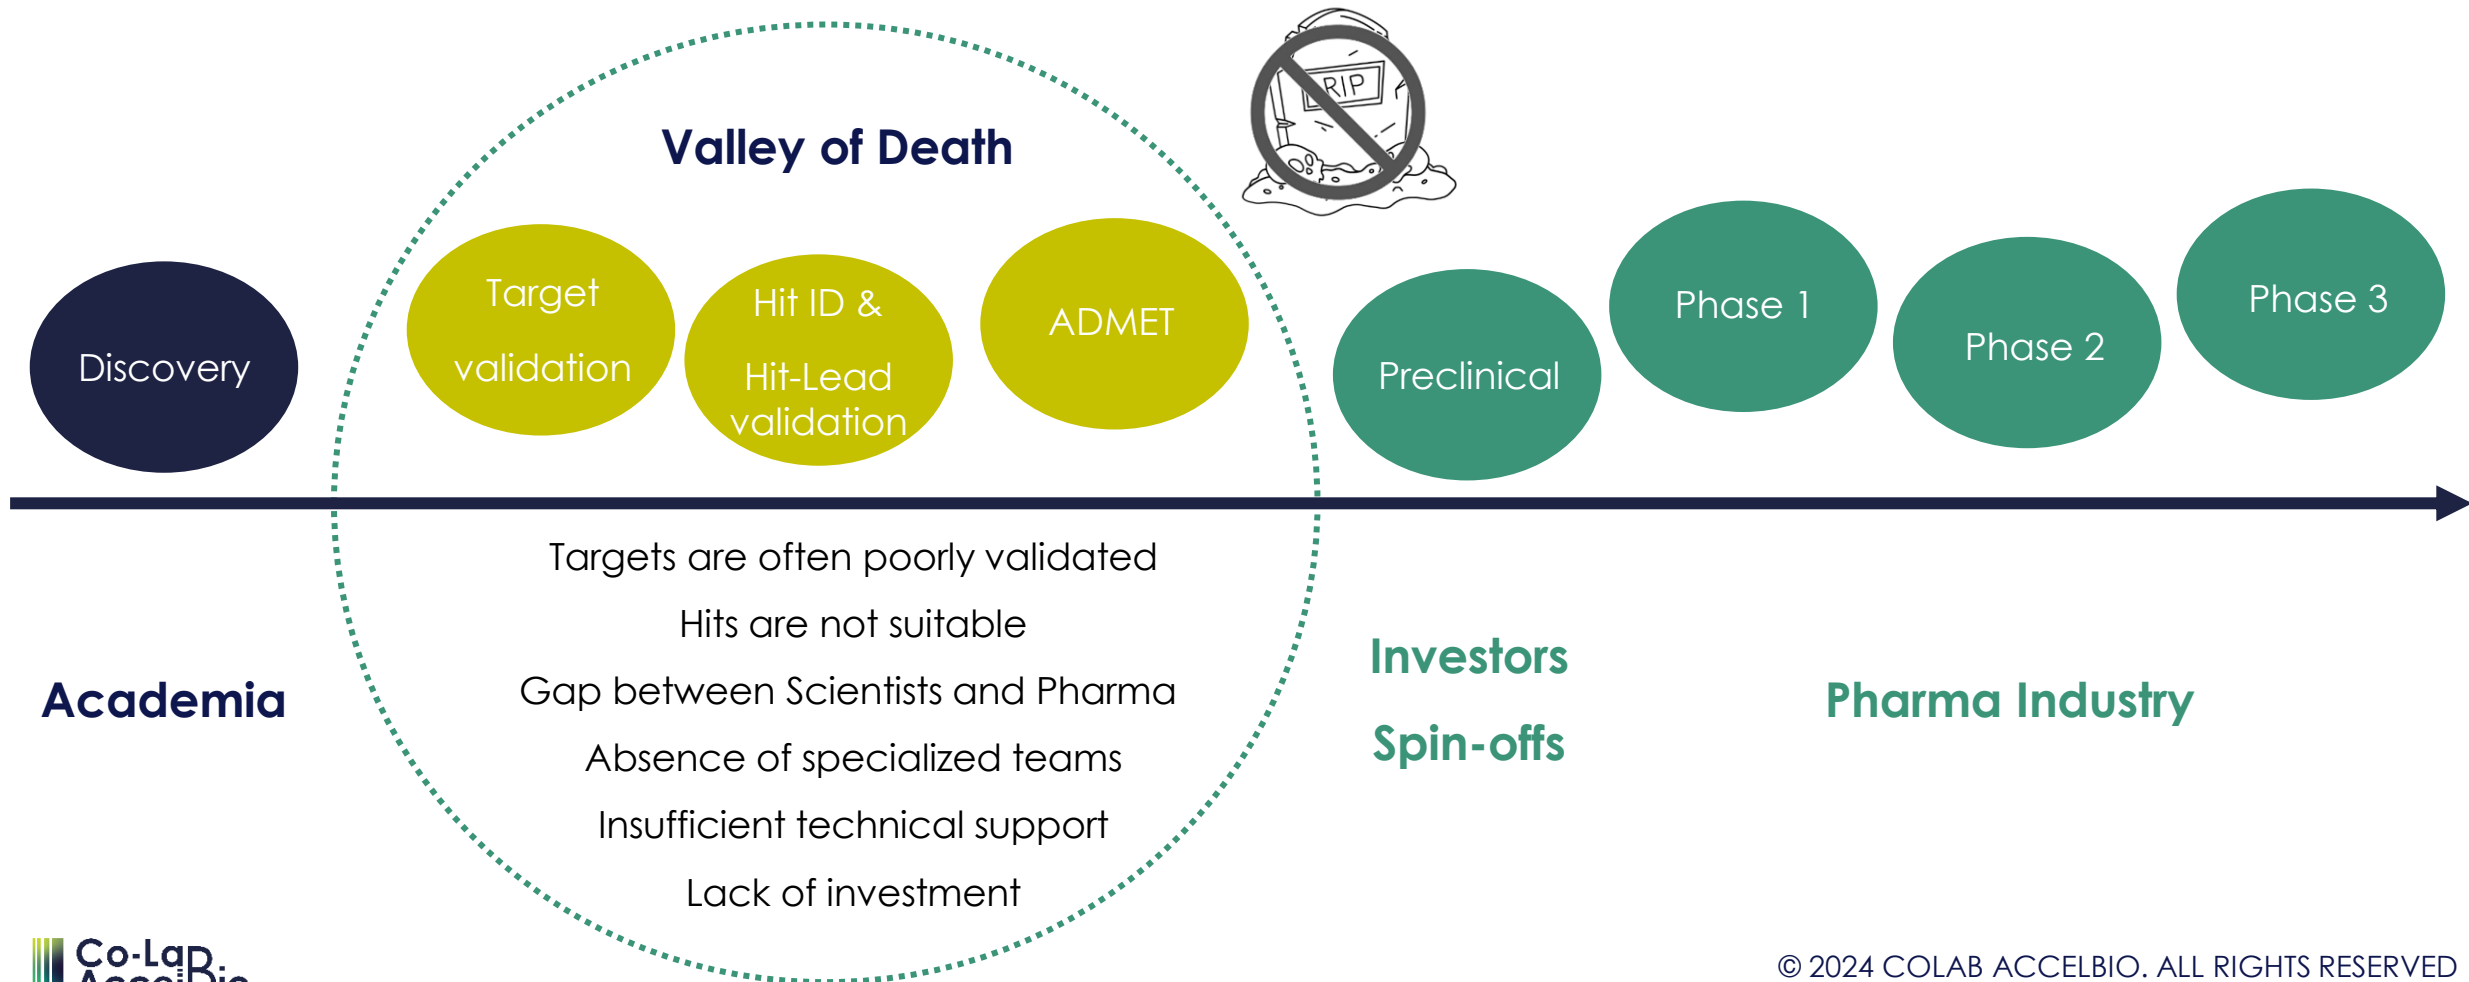 Valley of Death
RIP
Discovery
Target
validation
Hit ID &
Hit-Lead
validation
ADMET
Preclinical
Phase 1
Phase 2
Phase 3
Targets are often poorly validated
Hits are not suitable
Gap between Scientists and Pharma
Absence of specialized teams
Insufficient technical support
Lack of investment
Academia
Investors
Spin-offs
Pharma Industry
Co-Lab
AccelBio
© 2024 COLAB ACCELBIO. ALL RIGHTS RESERVED